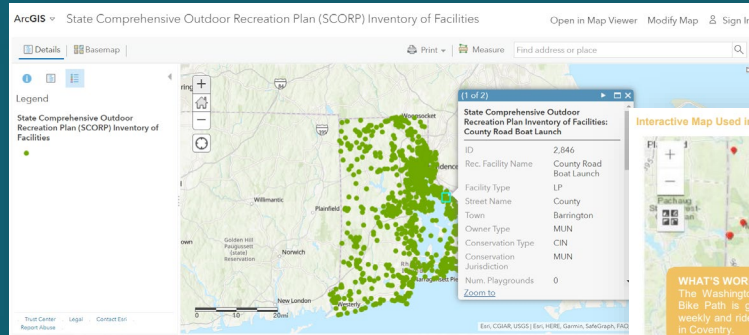 ArcGIS State Comprehensive Outdoor Recreation Plan (SCORP) Inventory of Facilities
Open in Map Viewer Modify Map Sign In
Details Basemap
Print Measure Find address or place
Legend
State Comprehensive Outdoor
Recreation Plan (SCORP) Inventory of
Facilities
Trust Center Legal Contact Esri
Report Abuse
Woonsocket
395
Willimantic
Plainfield
Golden Hill
Paugussett
(state)
Reservation
Norwich
New London
Westerly
0 10 20mi
(1 of 2)
State Comprehensive Outdoor
Recreation Plan Inventory of Facilities:
County Road Boat Launch
ID 2,846
Rec. Facility Name County Road
Boat Launch
Facility Type LP
Street Name County
Town Barrington
Owner Type MUN
Conservation Type CIN
Conservation MUN
Jurisdiction
Num. Playgrounds 0
Zoom to
Esri, CGIAR, USGS | Esri, HERE, Garmin, SafeGraph, FAO
Interactive Map Used i
Pachaug
WHAT'S WOR
The Washingto
Bike Path is
weekly and rid
in Coventry.